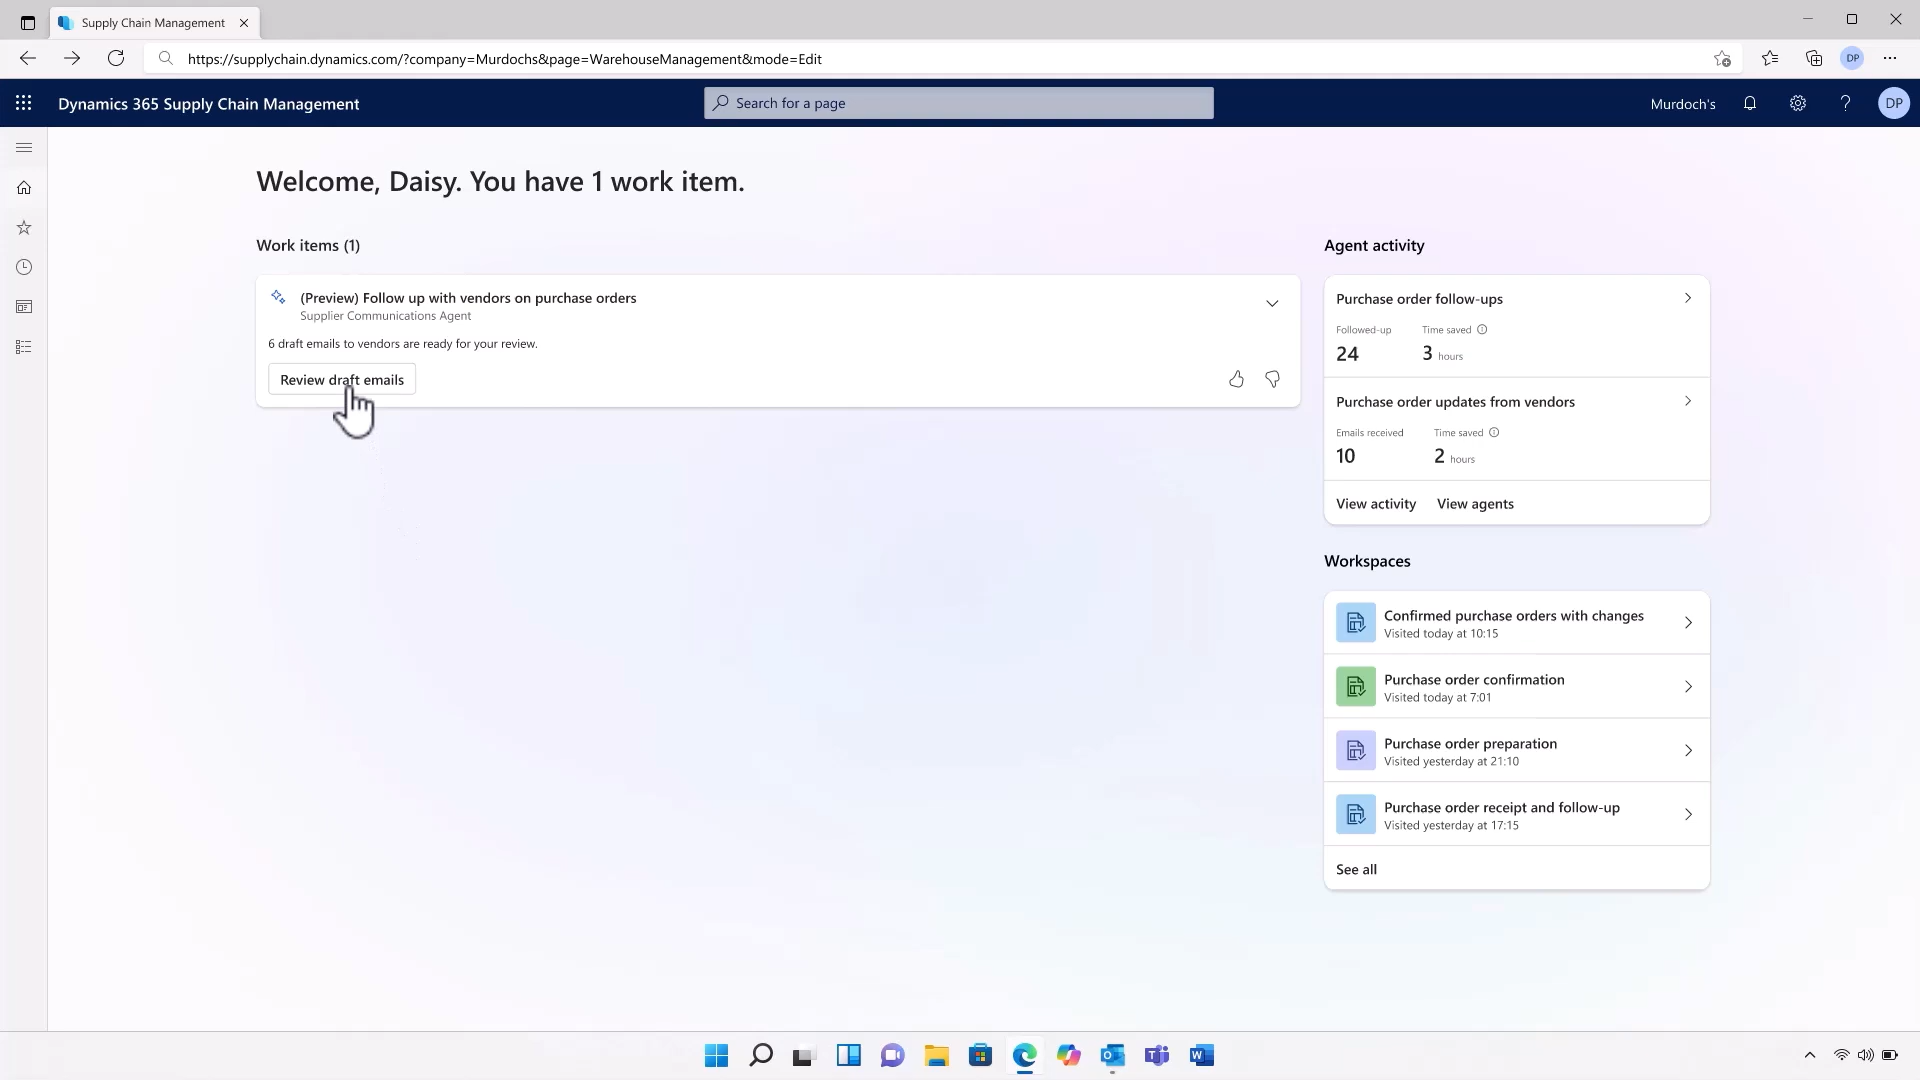 Supply Chain Management
https://supplychain.dynamics.com/?company=Murdochs&page=WarehouseManagement&mode=Edit
DP
Dynamics 365 Supply Chain Management
Search for a page
Murdoch's
DP
Welcome, Daisy. You have 1 work item.
Work items (1)
(Preview) Follow up with vendors on purchase orders
Supplier Communications Agent
6 draft emails to vendors are ready for your review.
Review draft emails
Agent activity
Purchase order follow-ups
Followed-up Time saved
24 3 hours
Purchase order updates from vendors
Emails received Time saved
10 2 hours
View activity View agents
Workspaces
Confirmed purchase orders with changes
Visited today at 10:15
Purchase order confirmation
Visited today at 7:01
Purchase order preparation
Visited yesterday at 21:10
Purchase order receipt and follow-up
Visited yesterday at 17:15
See all